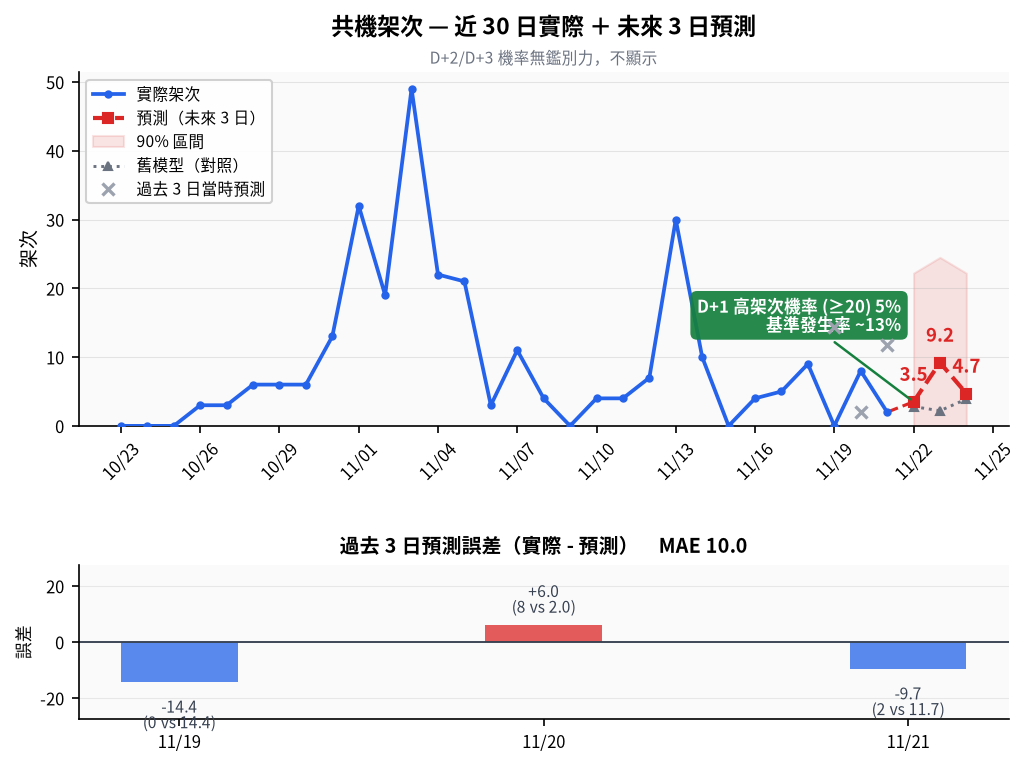 共機架次 — 近 30 日實際 ＋ 未來 3 日預測
D+2/D+3 機率無鑑別力，不顯示
50
實際架次
預測（未來 3 日）
90% 區間
舊模型（對照）
過去 3 日當時預測
40
30
20
10
0
架次
D+1 高架次機率 (≥20) 5%
基準發生率 ~13%
9.2
3.5
4.7
10/23
10/26
10/29
11/01
11/04
11/07
11/10
11/13
11/16
11/19
11/22
11/25
過去 3 日預測誤差（實際 - 預測） MAE 10.0
20
0
-20
誤差
+6.0
(8 vs 2.0)
-14.4
(0 vs 14.4)
-9.7
(2 vs 11.7)
11/19
11/20
11/21